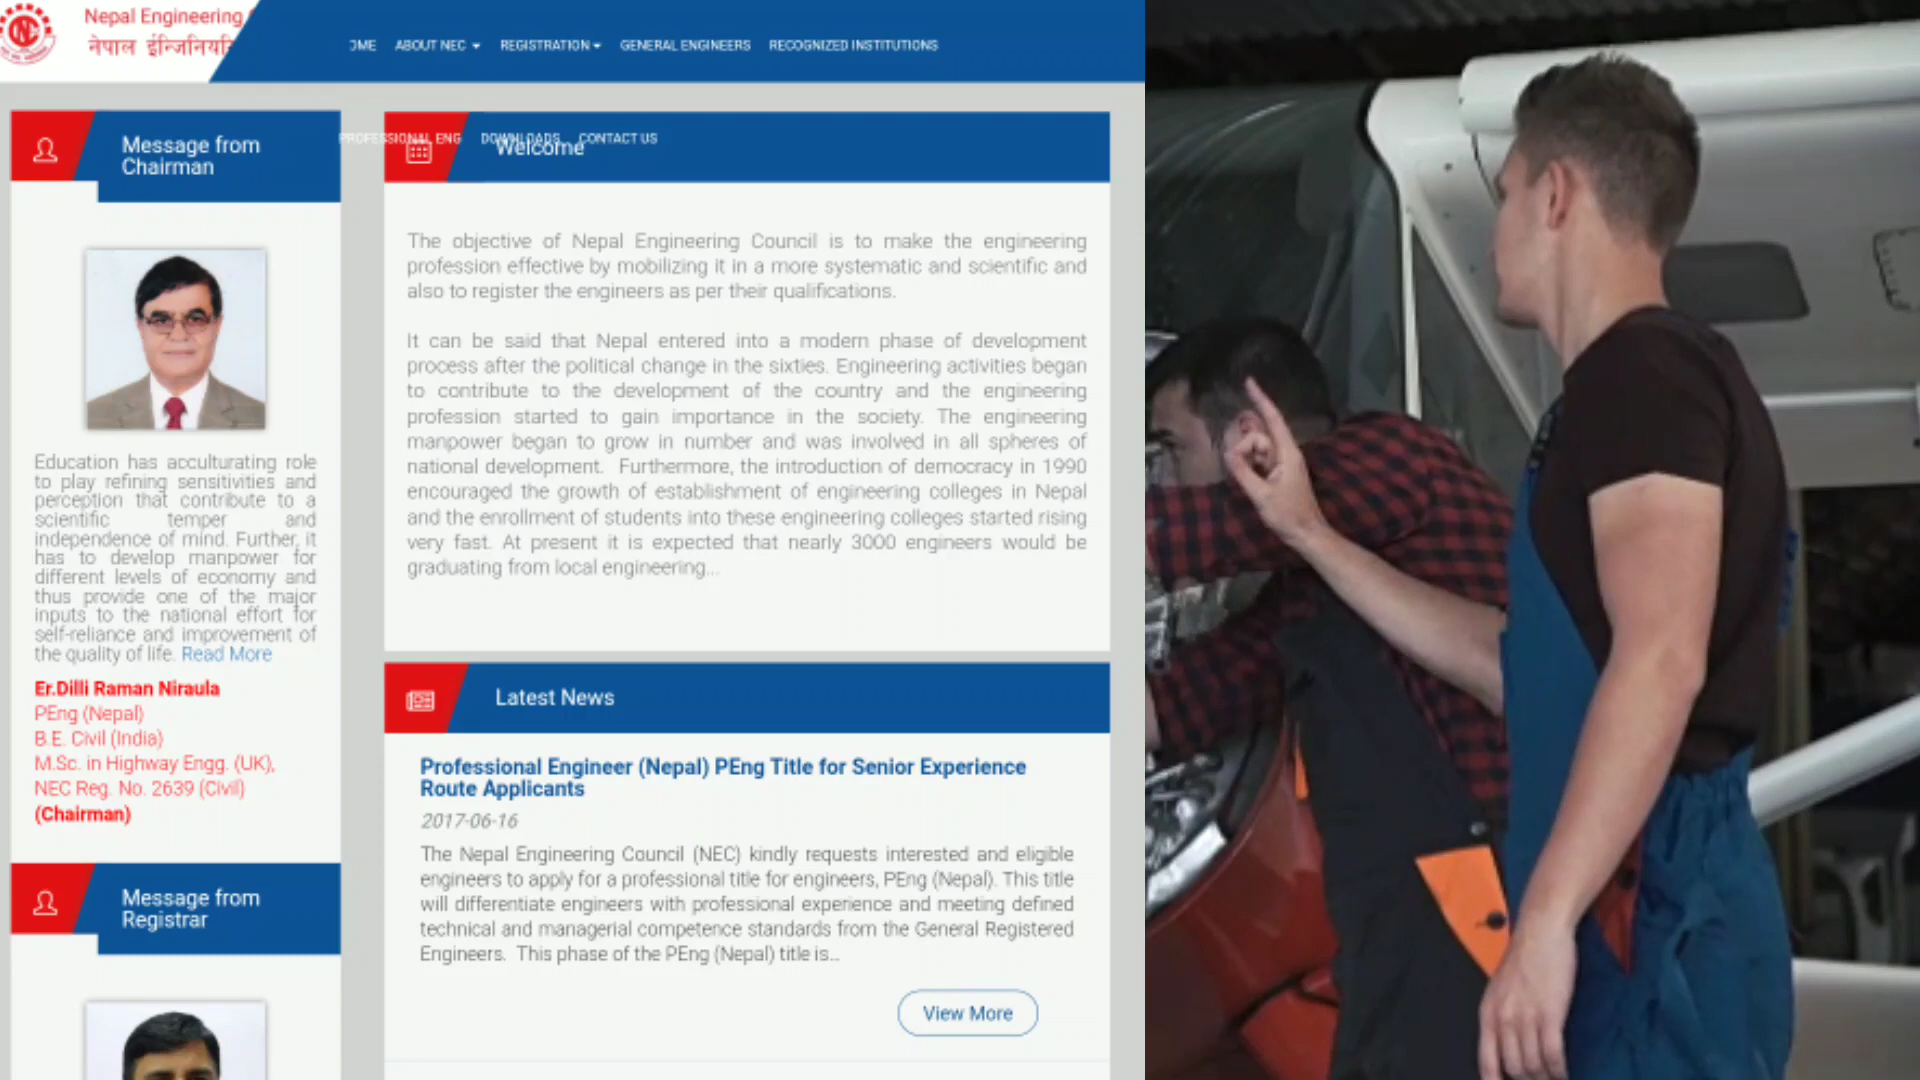 Nepal Engineering
नेपाल ईन्जिनियरि
OME ABOUT NEC REGISTRATION GENERAL ENGINEERS RECOGNIZED INSTITUTIONS
PROFESSIONAL ENG DOWNLOADS CONTACT US
Message from
Chairman
Education has acculturating role
to play refining sensitivities and
perception that contribute to a
scientific temper and
independence of mind. Further, it
has to develop manpower for
different levels of economy and
thus provide one of the major
inputs to the national effort for
self-reliance and improvement of
the quality of life. Read More
Er.Dilli Raman Niraula
PEng (Nepal)
B.E. Civil (India)
M.Sc. in Highway Engg. (UK),
NEC Reg. No. 2639 (Civil)
(Chairman)
Message from
Registrar
Welcome
The objective of Nepal Engineering Council is to make the engineering
profession effective by mobilizing it in a more systematic and scientific and
also to register the engineers as per their qualifications.
It can be said that Nepal entered into a modern phase of development
process after the political change in the sixties. Engineering activities began
to contribute to the development of the country and the engineering
profession started to gain importance in the society. The engineering
manpower began to grow in number and was involved in all spheres of
national development. Furthermore, the introduction of democracy in 1990
encouraged the growth of establishment of engineering colleges in Nepal
and the enrollment of students into these engineering colleges started rising
very fast. At present it is expected that nearly 3000 engineers would be
graduating from local engineering...
Latest News
Professional Engineer (Nepal) PEng Title for Senior Experience
Route Applicants
2017-06-16
The Nepal Engineering Council (NEC) kindly requests interested and eligible
engineers to apply for a professional title for engineers, PEng (Nepal). This title
will differentiate engineers with professional experience and meeting defined
technical and managerial competence standards from the General Registered
Engineers. This phase of the PEng (Nepal) title is...
View More